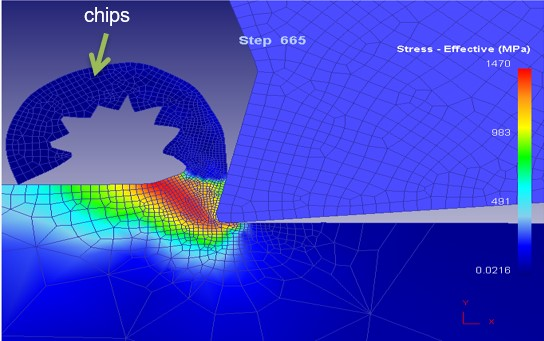 chips
Step 665
Stress - Effective (MPa)
1470
983
491
0.0216
Y
X